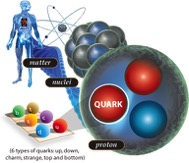 matter
nuclei
QUARK
proton
(6 types of quarks: up, down,
charm, strange, top and bottom)